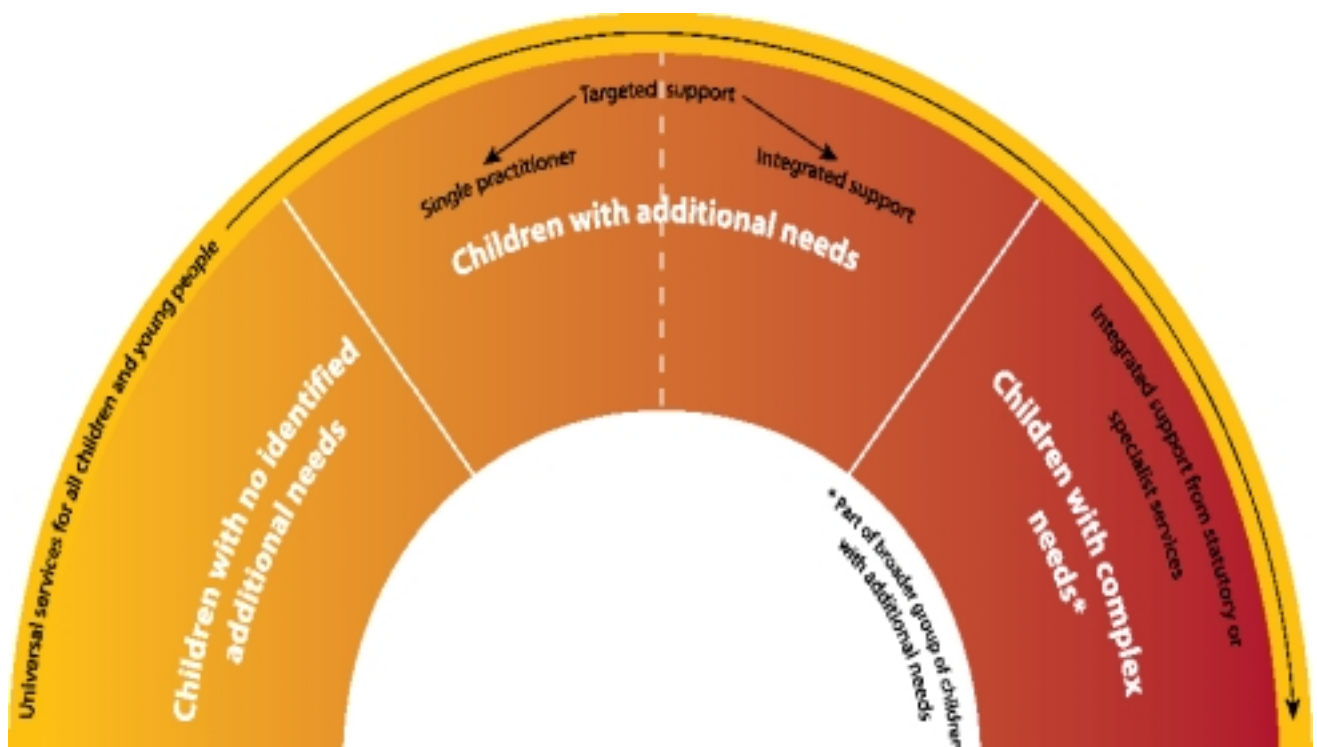 Universal services for all children and young people
Targeted support
Single practitioner
Integrated support
Children with additional needs
Children with no identified
additional needs
Integrated support from statutory or
specialist services
Children with complex
needs*
* Part of broader group of children
with additional needs